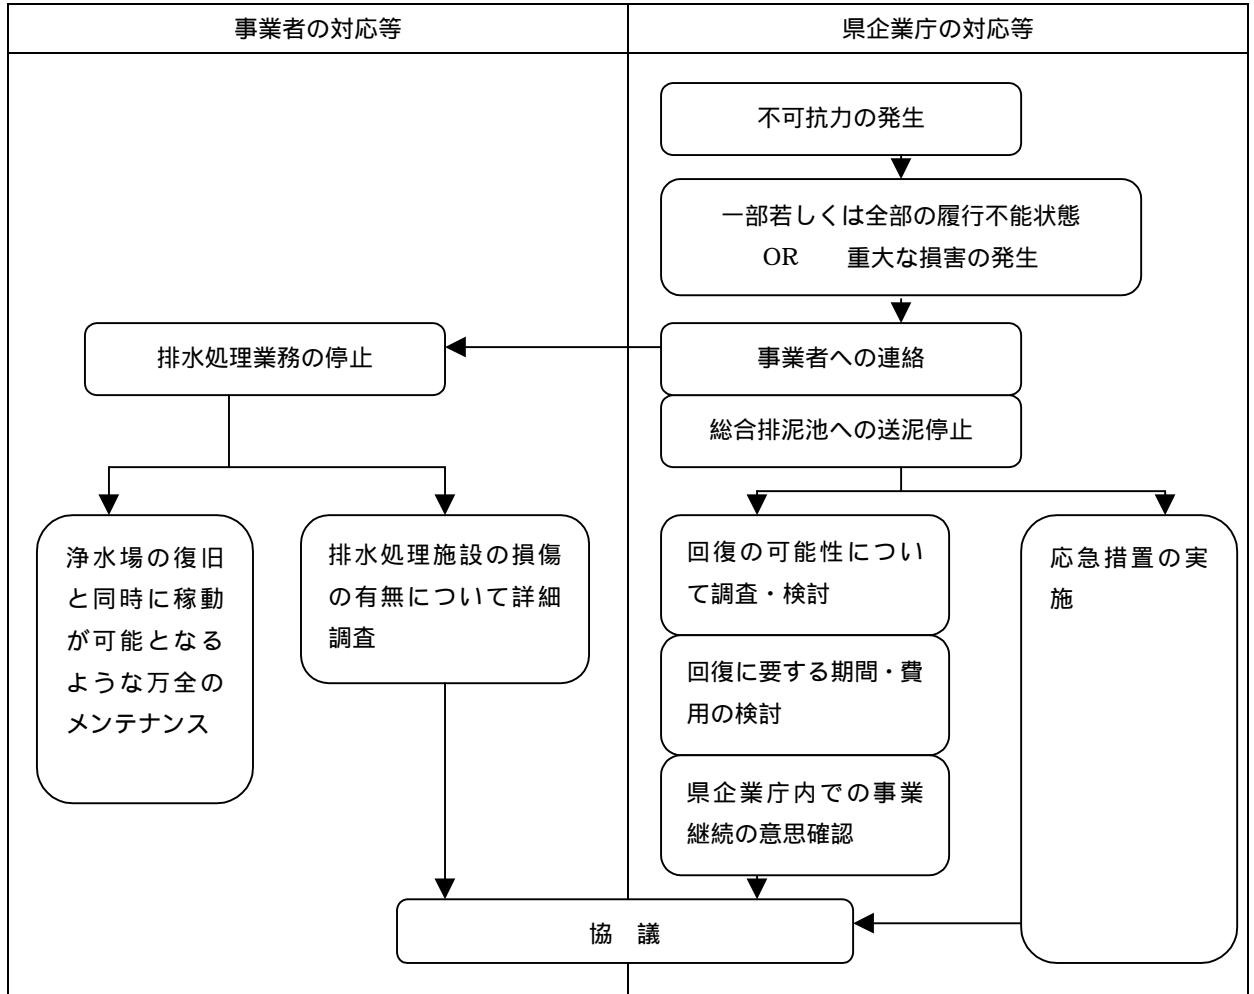 事業者の対応等
県企業庁の対応等
不可抗力の発生
一部若しくは全部の履行不能状態
OR　　重大な損害の発生
排水処理業務の停止
事業者への連絡
総合排泥池への送泥停止
浄水場の復旧
と同時に稼動
が可能となる
ような万全の
メンテナンス
排水処理施設の損傷
の有無について詳細
調査
回復の可能性につい
て調査・検討
回復に要する期間・費
用の検討
県企業庁内での事業
継続の意思確認
応急措置の実
施
協　議